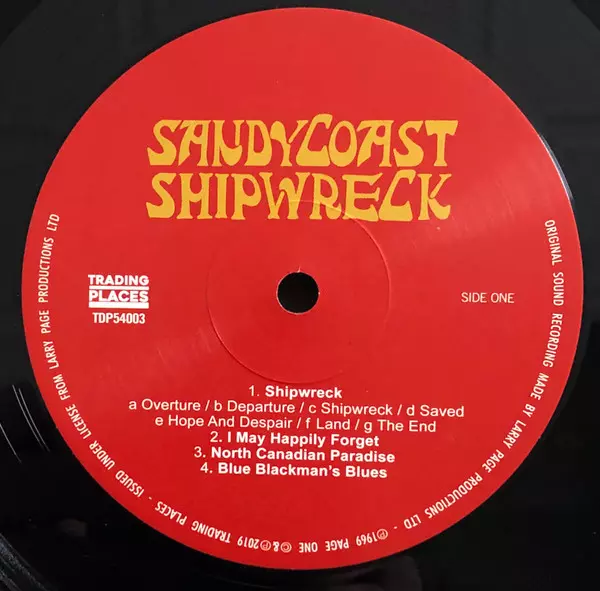 SANDYCOAST
SHIPWRECK
TRADING
PLACES
TDP54003
SIDE ONE
1. Shipwreck
a Overture / b Departure / c Shipwreck / d Saved
e Hope And Despair / f Land / g The End
2. I May Happily Forget
3. North Canadian Paradise
4. Blue Blackman's Blues
ORIGINAL SOUND RECORDING MADE BY LARRY PAGE PRODUCTIONS LTD - ℗1969 PAGE ONE ©&℗2019 TRADING PLACES - ISSUED UNDER LICENSE FROM LARRY PAGE PRODUCTIONS LTD